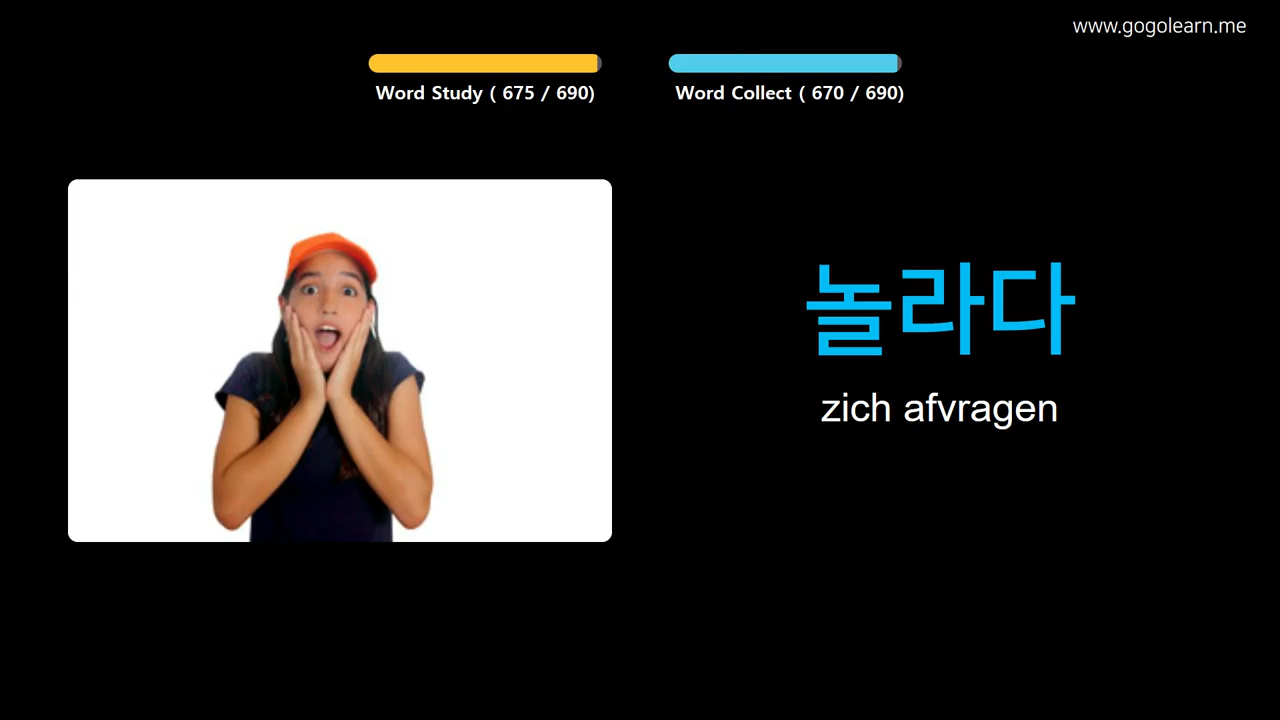 www.gogolearn.me
Word Study ( 675 / 690)
Word Collect ( 670 / 690)
놀라다
zich afvragen